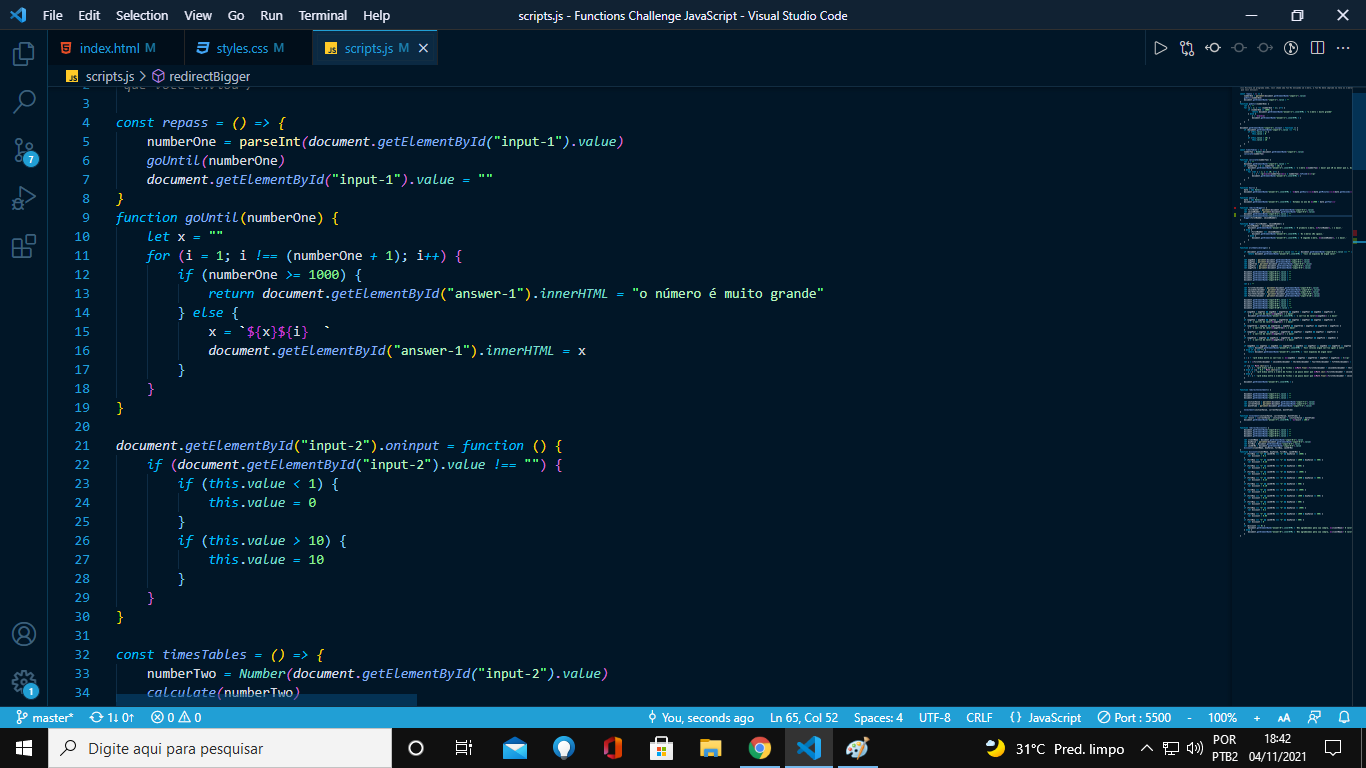 File Edit Selection View Go Run Terminal Help scripts.js - Functions Challenge JavaScript - Visual Studio Code
index.html M styles.css M JS scripts.js M
JS scripts.js > redirectBigger
3
4 const repass = () => {
5 numberOne = parseInt(document.getElementById("input-1").value)
6 goUntil(numberOne)
7 document.getElementById("input-1").value = ""
8 }
9 function goUntil(numberOne) {
10 let x = ""
11 for (i = 1; i !== (numberOne + 1); i++) {
12 if (numberOne >= 1000) {
13 return document.getElementById("answer-1").innerHTML = "o número é muito grande"
14 } else {
15 x = `${x}${i}  `
16 document.getElementById("answer-1").innerHTML = x
17 }
18 }
19 }
20
21 document.getElementById("input-2").oninput = function () {
22 if (document.getElementById("input-2").value !== "") {
23 if (this.value < 1) {
24 this.value = 0
25 }
26 if (this.value > 10) {
27 this.value = 10
28 }
29 }
30 }
31
32 const timesTables = () => {
33 numberTwo = Number(document.getElementById("input-2").value)
34 calculate(numberTwo)
7
1
master* 1↓ 0↑ 0 0 You, seconds ago Ln 65, Col 52 Spaces: 4 UTF-8 CRLF {} JavaScript Port : 5500 - 100% + AA
Digite aqui para pesquisar 31°C Pred. limpo POR PTB2 18:42 04/11/2021